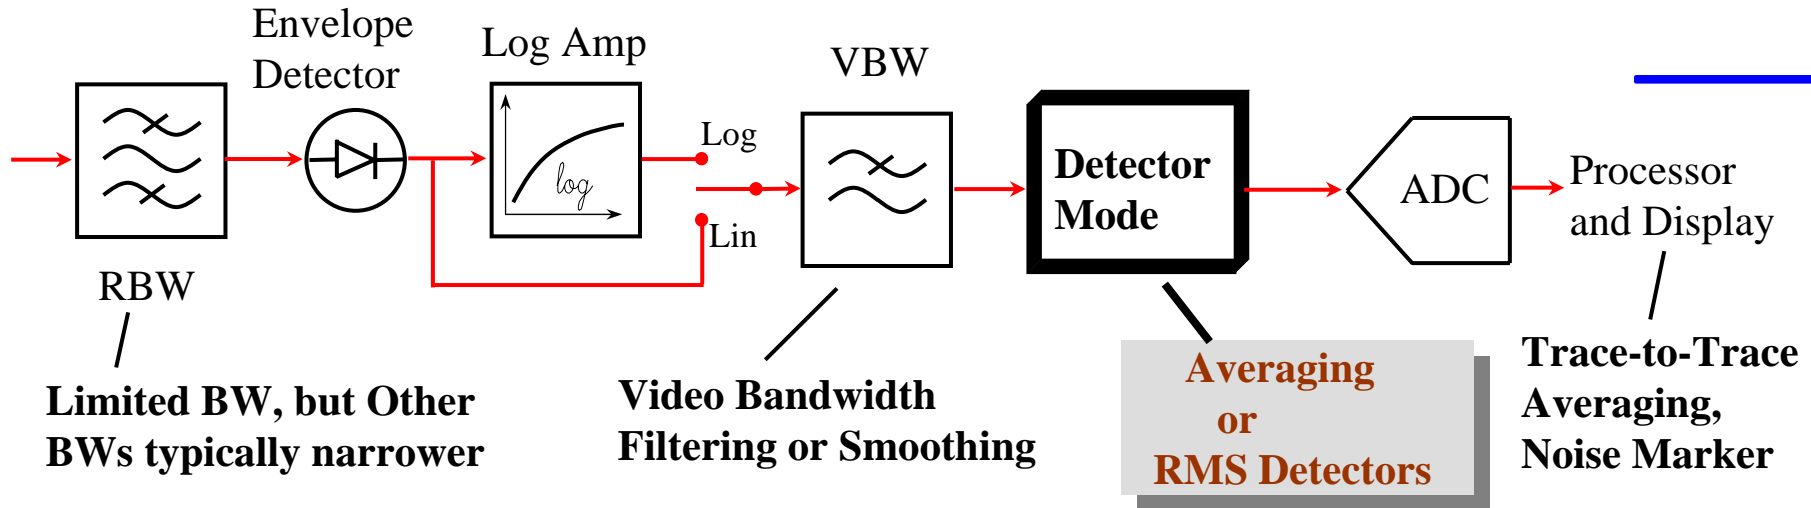 Envelope
Detector
Log Amp
VBW
log
Log
Lin
Detector
Mode
ADC
Processor
and Display
RBW
Limited BW, but Other
BWs typically narrower
Video Bandwidth
Filtering or Smoothing
Averaging
or
RMS Detectors
Trace-to-Trace
Averaging,
Noise Marker